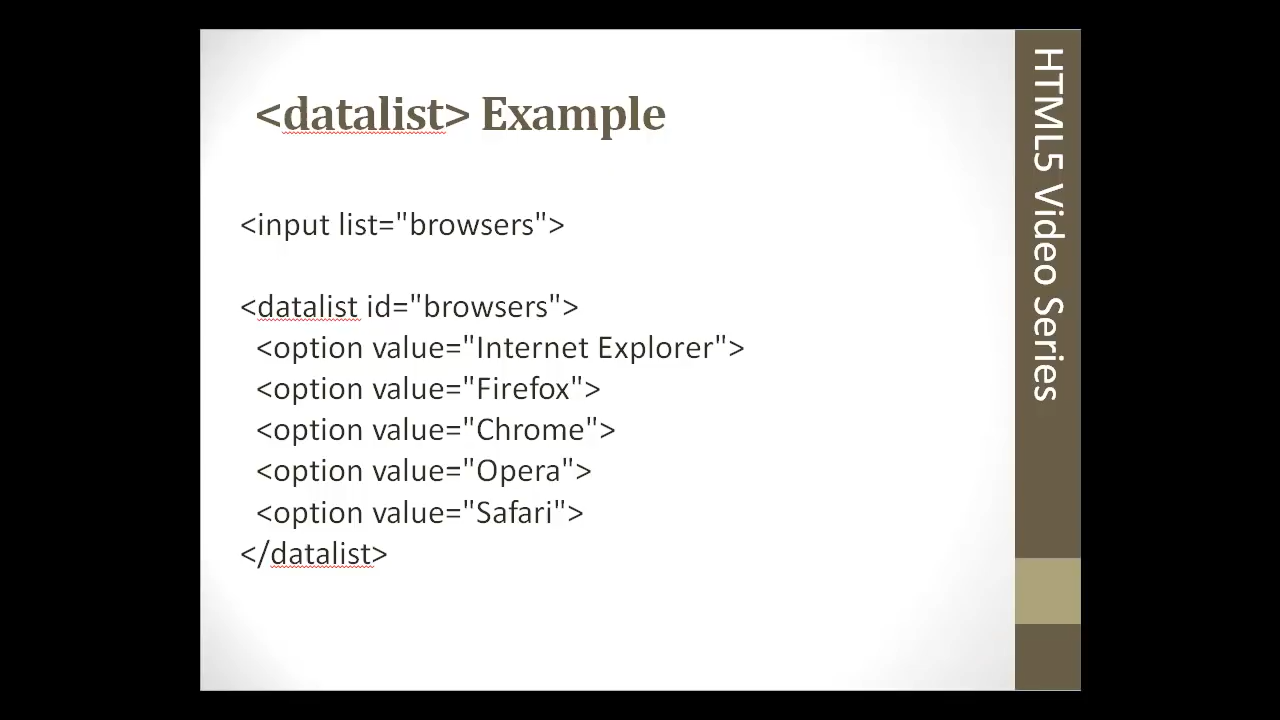 <datalist> Example
<input list="browsers">
<datalist id="browsers">
<option value="Internet Explorer">
<option value="Firefox">
<option value="Chrome">
<option value="Opera">
<option value="Safari">
</datalist>
HTML5 Video Series